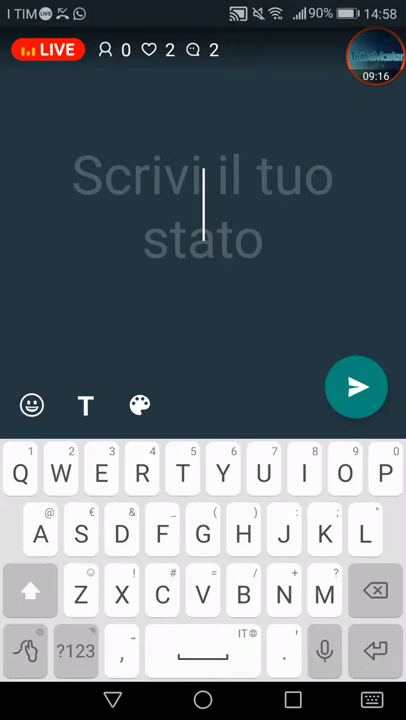 I TIM LIVE 90% 14:58
LIVE 0 2 2
09:16
Scrivi il tuo
stato
T
1 2 3 4 5 6 7 8 9 0
Q W E R T Y U I O P
@ € & _ ( ) : ; "
A S D F G H J K L
! # = / + ?
Z X C V B N M
IT
?123 , - . '